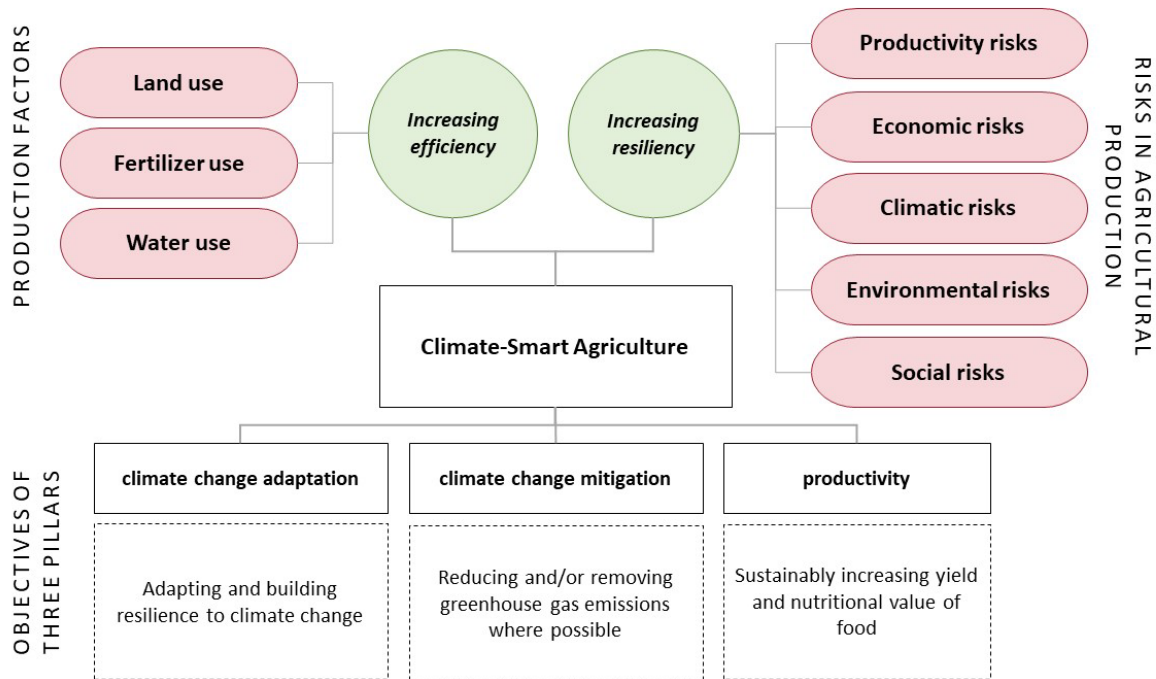 PRODUCTION FACTORS
Land use
Fertilizer use
Water use
Increasing
efficiency
Increasing
resiliency
Productivity risks
Economic risks
Climatic risks
Environmental risks
Social risks
RISKS IN AGRICULTURAL
PRODUCTION
Climate-Smart Agriculture
OBJECTIVES OF
THREE PILLARS
climate change adaptation
climate change mitigation
productivity
Adapting and building
resilience to climate change
Reducing and/or removing
greenhouse gas emissions
where possible
Sustainably increasing yield
and nutritional value of
food